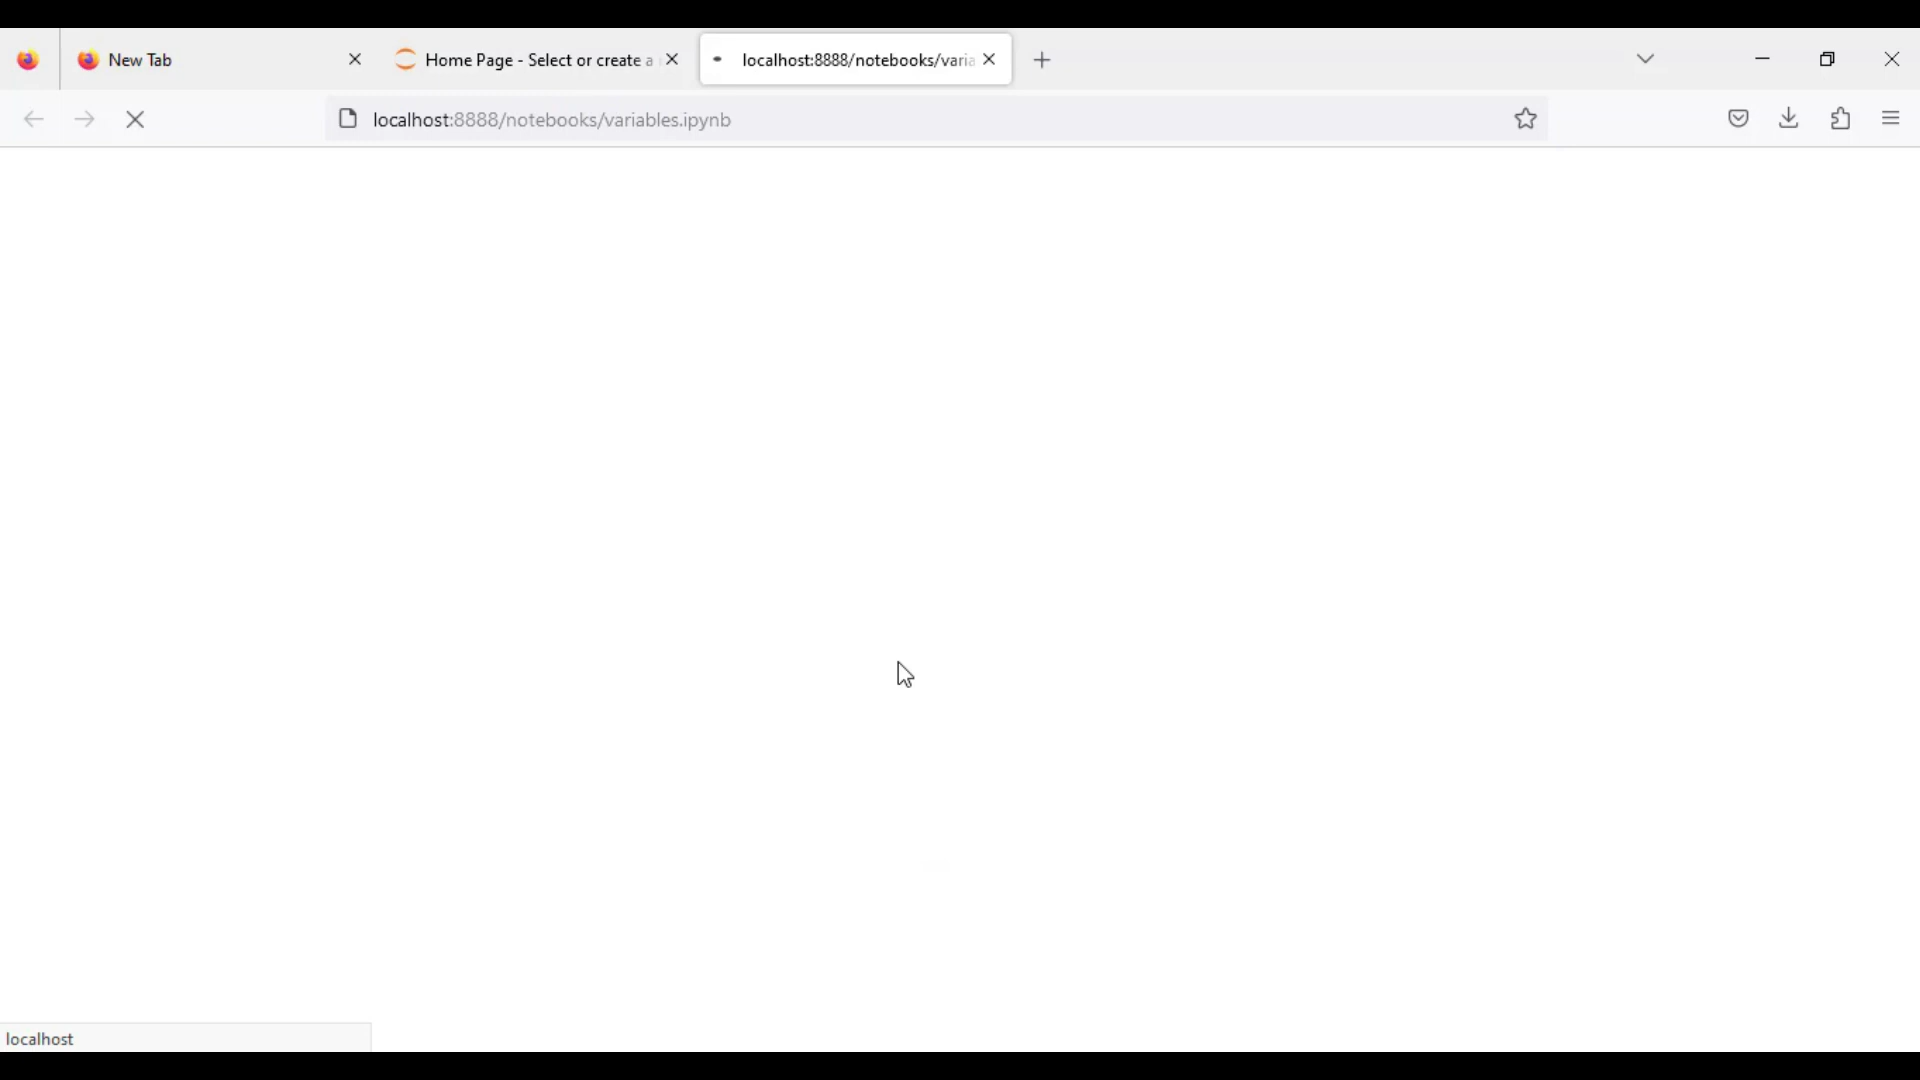 New Tab
Home Page - Select or create a
localhost:8888/notebooks/varia
localhost:8888/notebooks/variables.ipynb
localhost